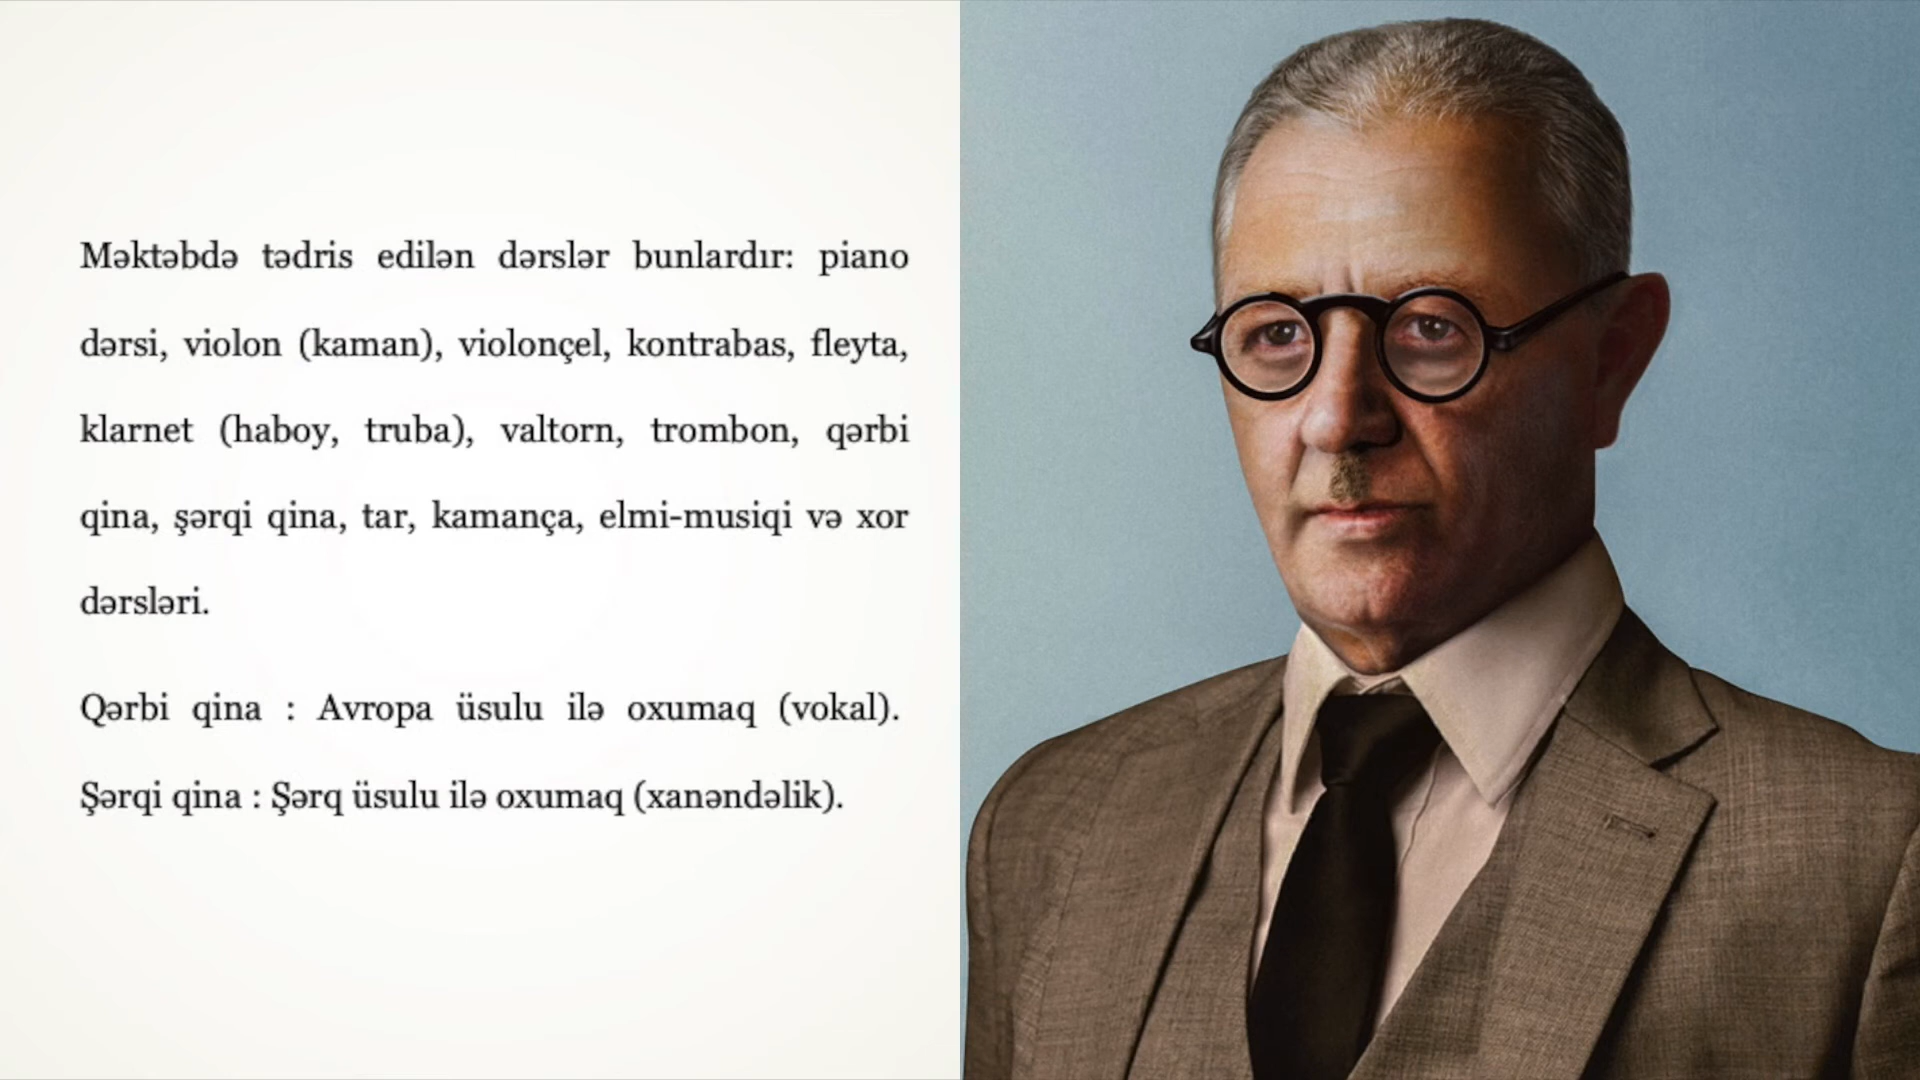 Məktəbdə tədris edilən dərslər bunlardır: piano
dərsi, violon (kaman), violonçel, kontrabas, fleyta,
klarnet (haboy, truba), valtorn, trombon, qərbi
qina, şərqi qina, tar, kamança, elmi-musiqi və xor
dərsləri.
Qərbi qina : Avropa üsulu ilə oxumaq (vokal).
Şərqi qina : Şərq üsulu ilə oxumaq (xanəndəlik).